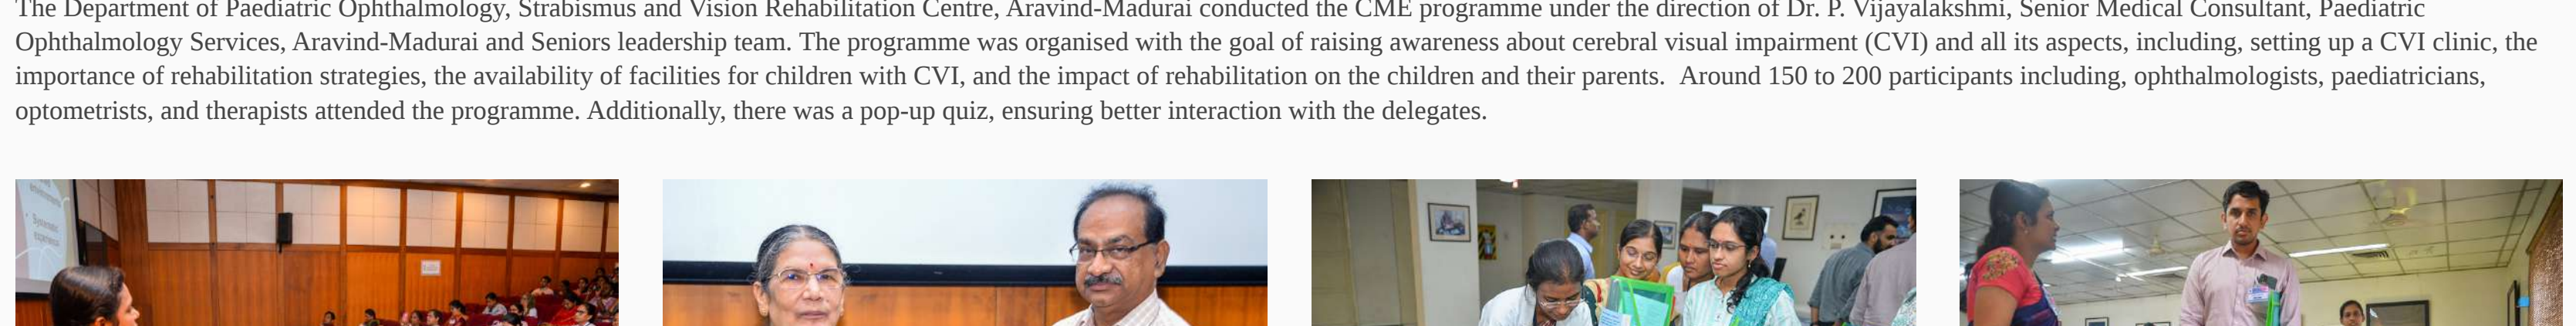 The Department of Paediatric Ophthalmology, Strabismus and Vision Rehabilitation Centre, Aravind-Madurai conducted the CME programme under the direction of Dr. P. Vijayalakshmi, Senior Medical Consultant, Paediatric
Ophthalmology Services, Aravind-Madurai and Seniors leadership team. The programme was organised with the goal of raising awareness about cerebral visual impairment (CVI) and all its aspects, including, setting up a CVI clinic, the
importance of rehabilitation strategies, the availability of facilities for children with CVI, and the impact of rehabilitation on the children and their parents.  Around 150 to 200 participants including, ophthalmologists, paediatricians,
optometrists, and therapists attended the programme. Additionally, there was a pop-up quiz, ensuring better interaction with the delegates.